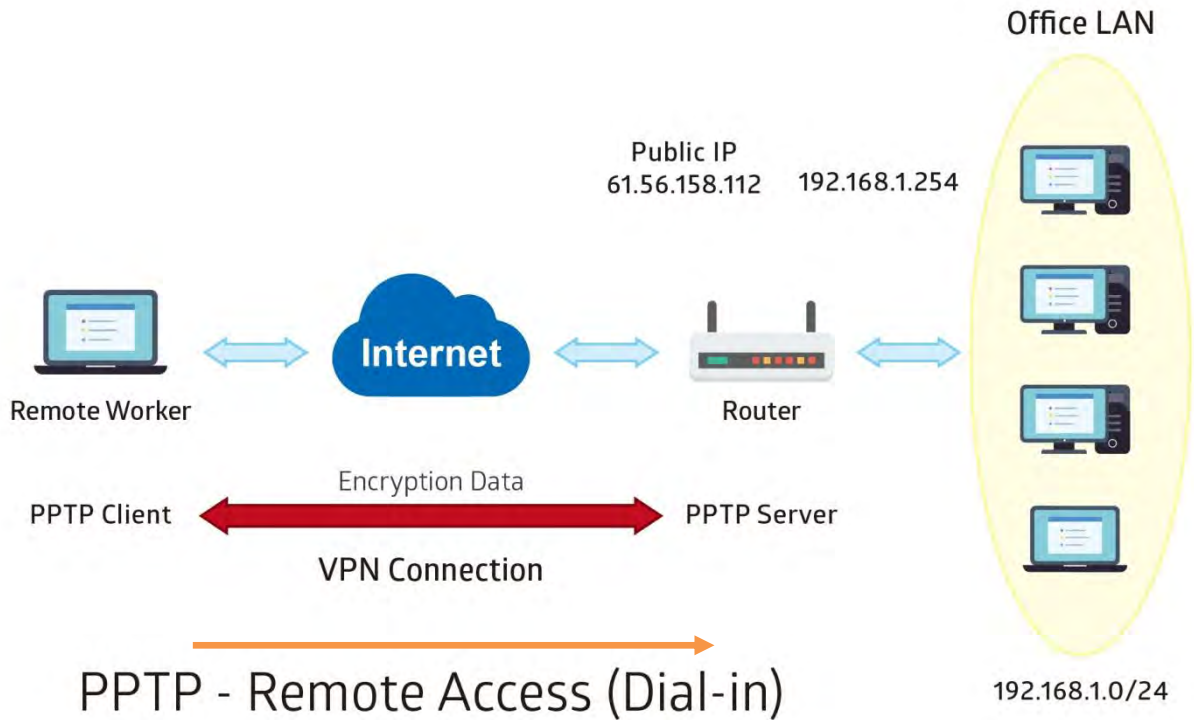 Office LAN
Public IP
61.56.158.112
192.168.1.254
Internet
Remote Worker
Router
Encryption Data
PPTP Client
PPTP Server
VPN Connection
PPTP - Remote Access (Dial-in)
192.168.1.0/24